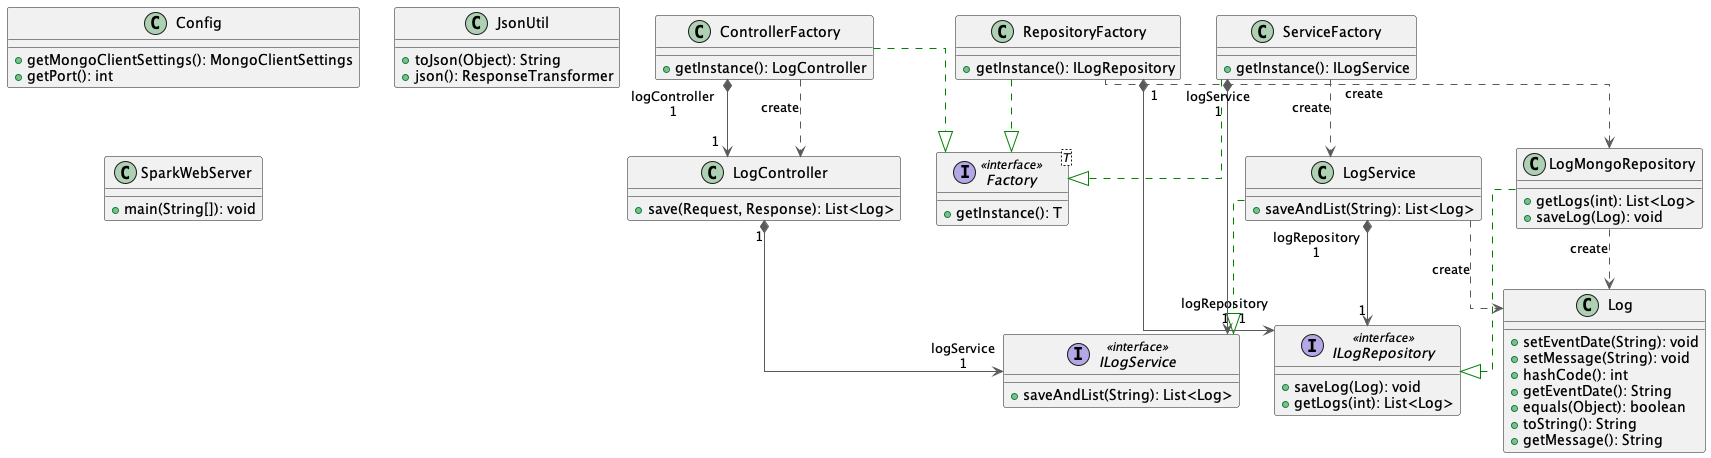 C Config
getMongoClientSettings(): MongoClientSettings
getPort(): int
C JsonUtil
toJson(Object): String
json(): ResponseTransformer
C ControllerFactory
getInstance(): LogController
C RepositoryFactory
getInstance(): ILogRepository
C ServiceFactory
getInstance(): ILogService
logController
1
1
create
1
logService
1
create
create
C SparkWebServer
main(String[]): void
C LogController
save(Request, Response): List<Log>
T
I «interface»
Factory
getInstance(): T
C LogService
saveAndList(String): List<Log>
C LogMongoRepository
getLogs(int): List<Log>
saveLog(Log): void
1
logRepository
1
create
create
logRepository
1
1
1
logService
1
I «interface»
ILogService
saveAndList(String): List<Log>
I «interface»
ILogRepository
saveLog(Log): void
getLogs(int): List<Log>
C Log
setEventDate(String): void
setMessage(String): void
hashCode(): int
getEventDate(): String
equals(Object): boolean
toString(): String
getMessage(): String